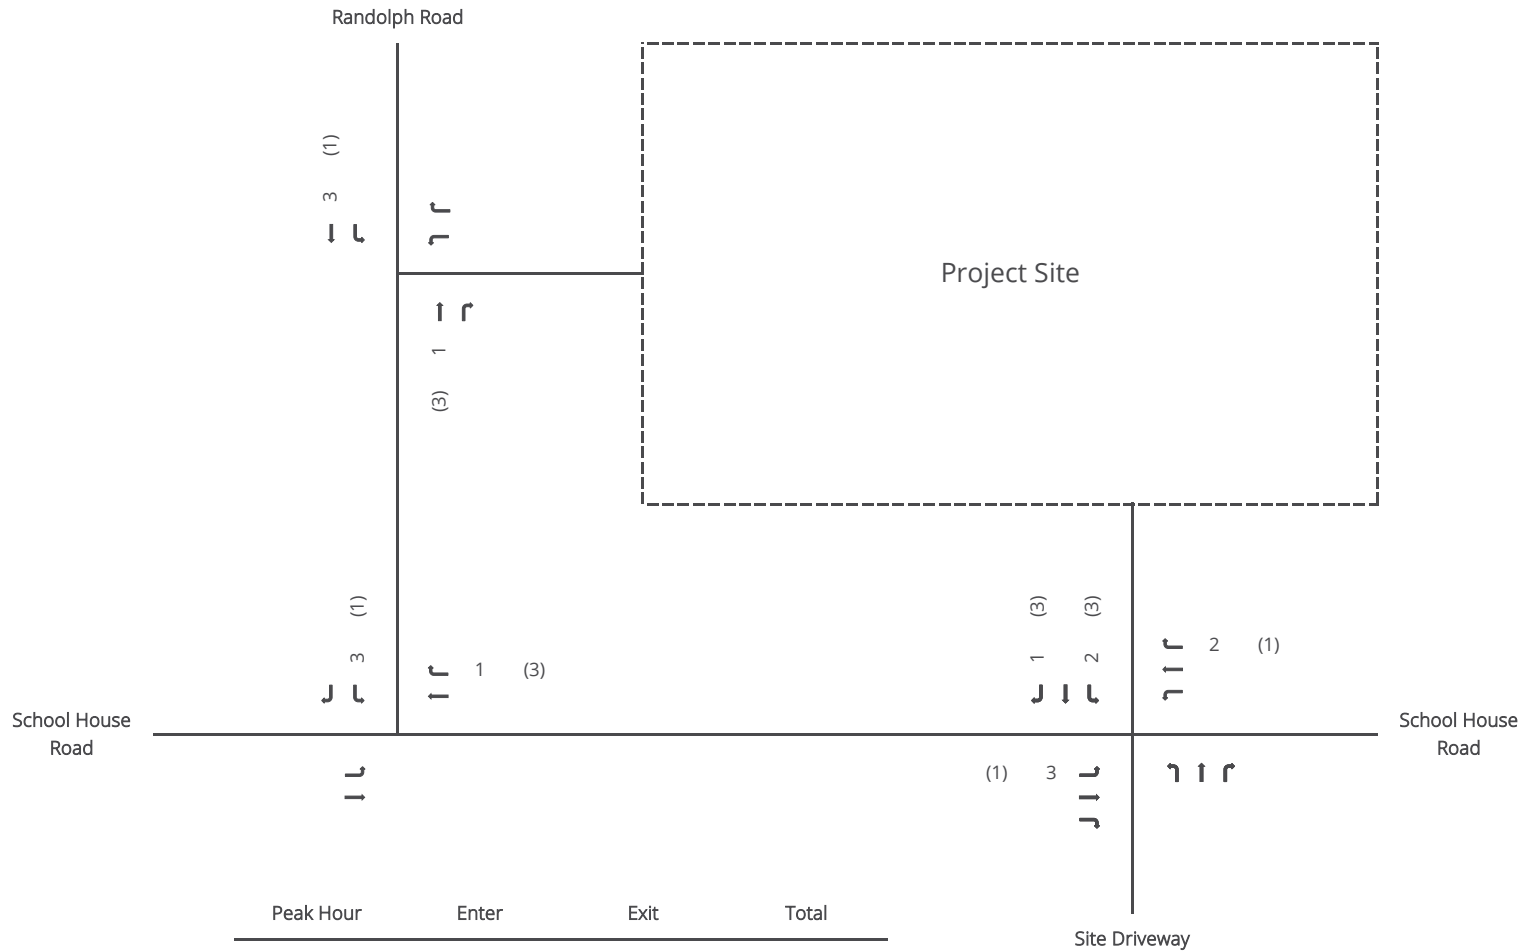 Randolph Road
(1)
3
Project Site
1
(3)
(1)
3
1 (3)
(3) (3)
1 2
2 (1)
School House
Road
School House
Road
(1) 3
Peak Hour Enter Exit Total
Site Driveway